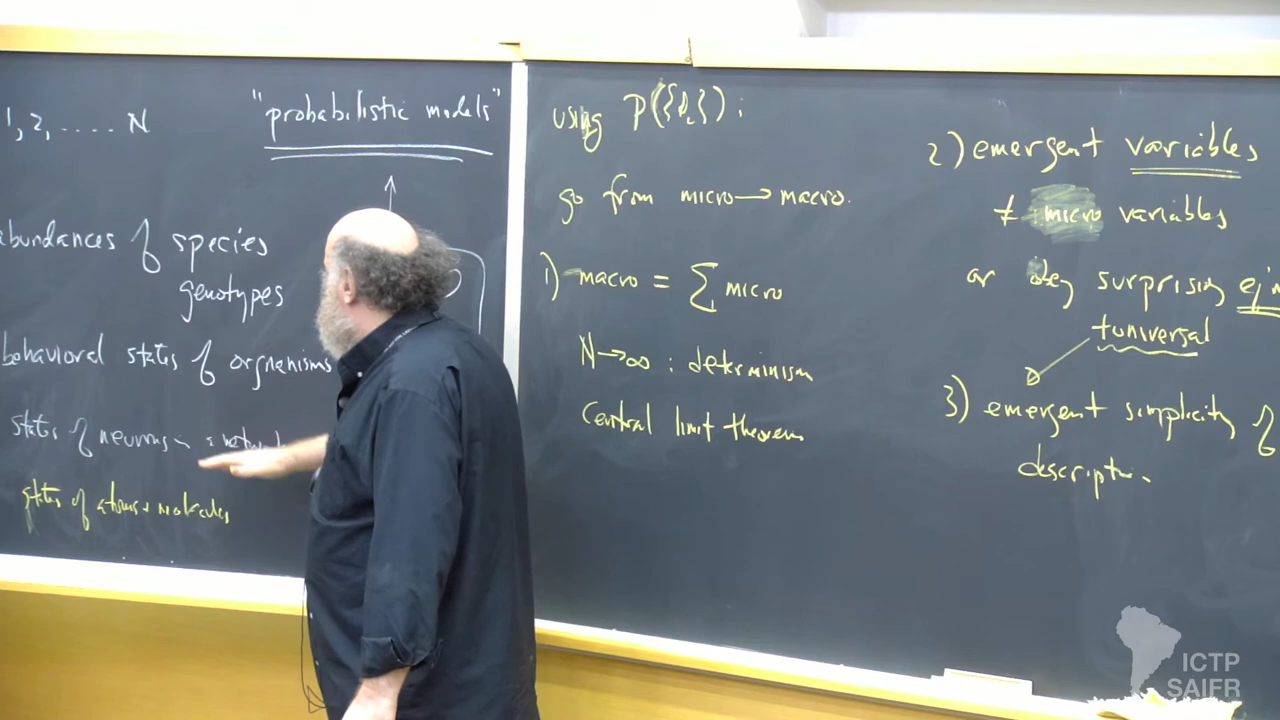 1, 2, ..... N
"probabilistic models"
abundances of species
genotypes
behavioral states of organisms
states of neurons
states of atoms + molecules
using P({ }) :
go from micro → macro.
1) macro = Σ micro
N→∞ : determinism
Central limit theorem
2) emergent variables
≠ micro variables
or obey surprising
+universal
3) emergent simplicity of
description
ICTP
SAIFR